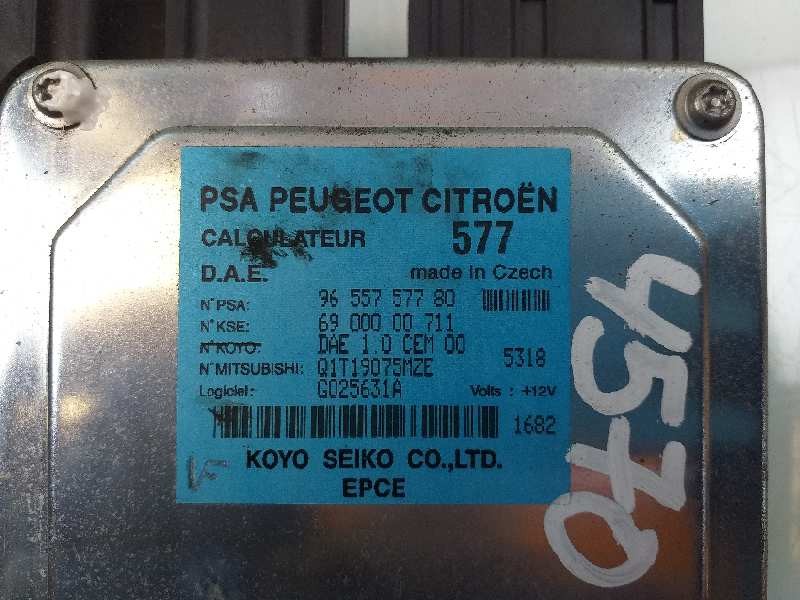 PSA PEUGEOT CITROËN
CALCULATEUR 577
D.A.E. made in Czech
N°PSA: 96 557 577 80
N°KSE: 69 000 00 711
N°KOYO: DAE 1.0 CEM 00
N°MITSUBISHI: Q1T19075MZE 5318
Logiciel: G025631A Volts : +12V
1682
KOYO SEIKO CO.,LTD.
EPCE
4570